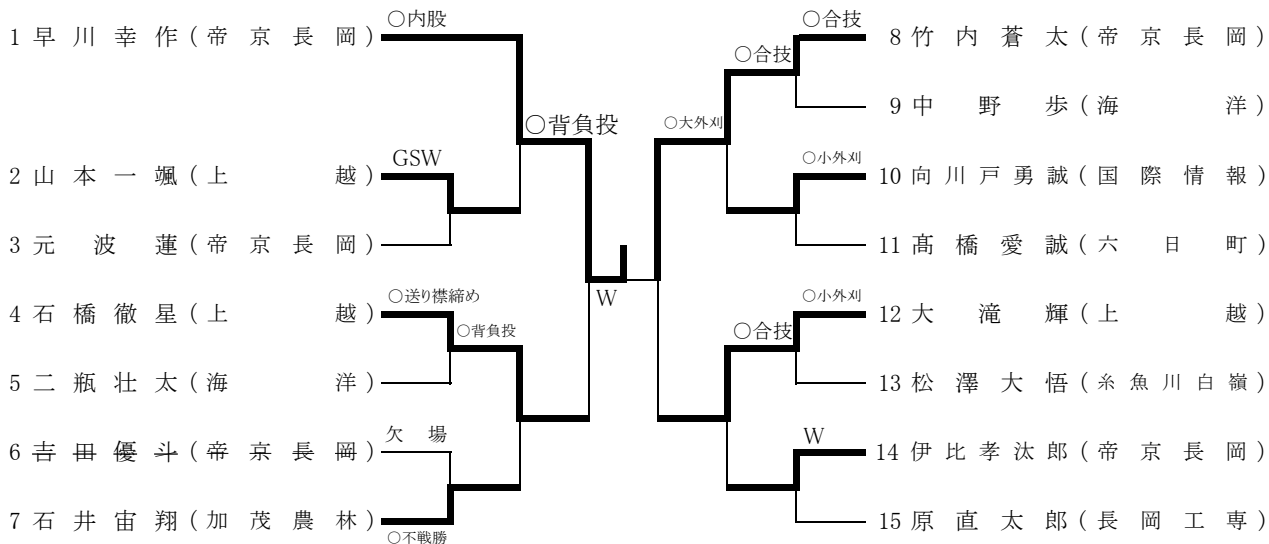 ○内股
1 早川幸作(帝京長岡)
○背負投
GSW
2 山本一颯(上越)
3 元波蓮(帝京長岡)
○送り襟締め
4 石橋徹星(上越)
○背負投
5 二瓶壮太(海洋)
欠場
6 吉田優斗(帝京長岡)
7 石井宙翔(加茂農林)
○不戦勝
W
○合技
8 竹内蒼太(帝京長岡)
○合技
9 中野歩(海洋)
○大外刈
○小外刈
10 向川戸勇誠(国際情報)
11 髙橋愛誠(六日町)
○小外刈
12 大滝輝(上越)
○合技
13 松澤大悟(糸魚川白嶺)
W
14 伊比孝汰郎(帝京長岡)
15 原直太郎(長岡工専)